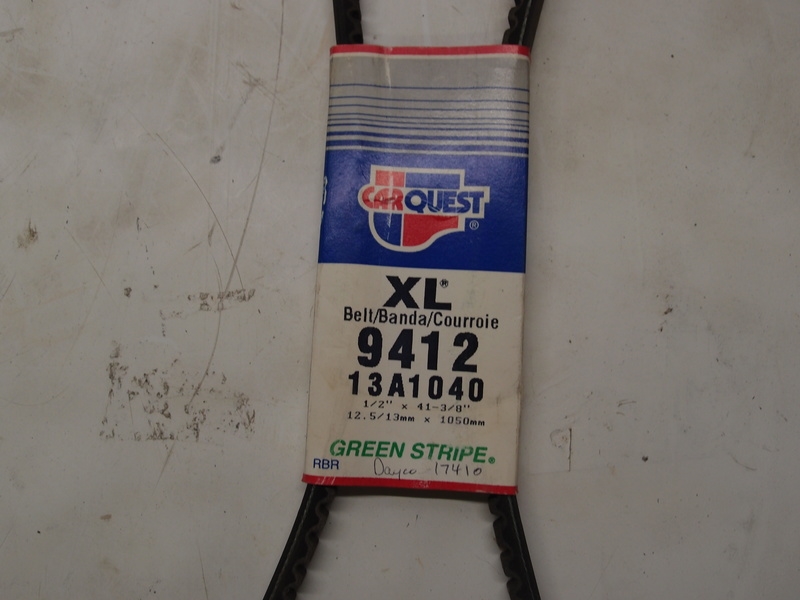 CARQUEST®
XL®
Belt/Banda/Courroie
9412
13A1040
1/2" x 41-3/8"
12.5/13mm x 1050mm
GREEN STRIPE®
RBR Dayco 17410